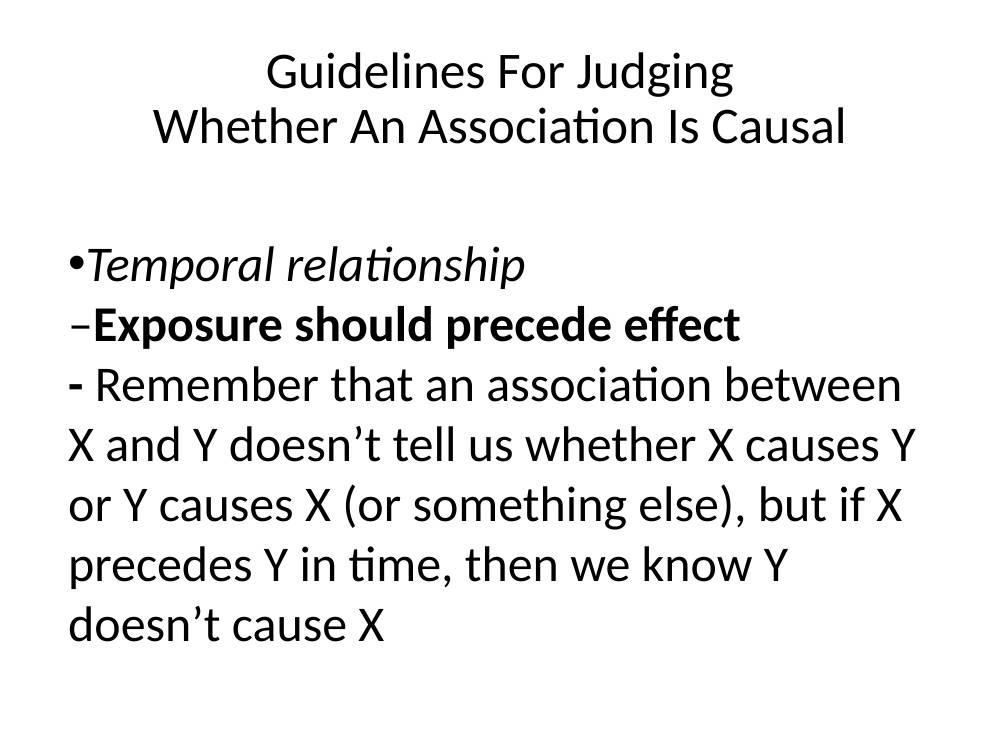 Guidelines For Judging
Whether An Association Is Causal
•Temporal relationship
–Exposure should precede effect
- Remember that an association between
X and Y doesn’t tell us whether X causes Y
or Y causes X (or something else), but if X
precedes Y in time, then we know Y
doesn’t cause X